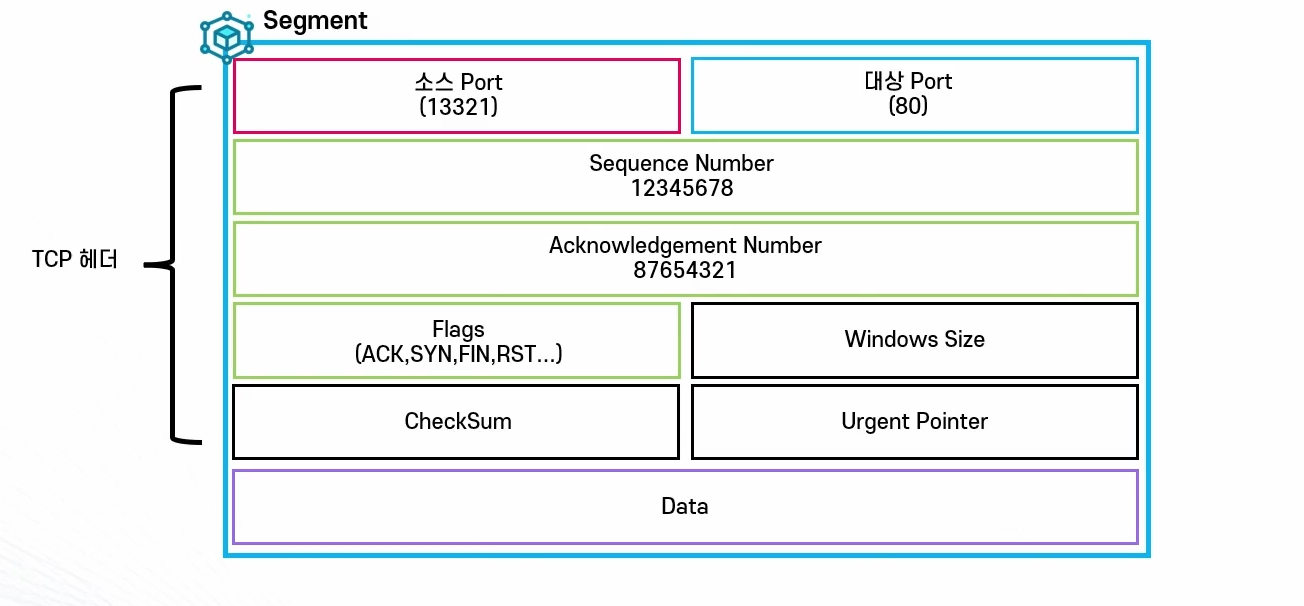 Segment
소스 Port
(13321)
대상 Port
(80)
Sequence Number
12345678
Acknowledgement Number
87654321
TCP 헤더
Flags
(ACK,SYN,FIN,RST...)
Windows Size
CheckSum
Urgent Pointer
Data